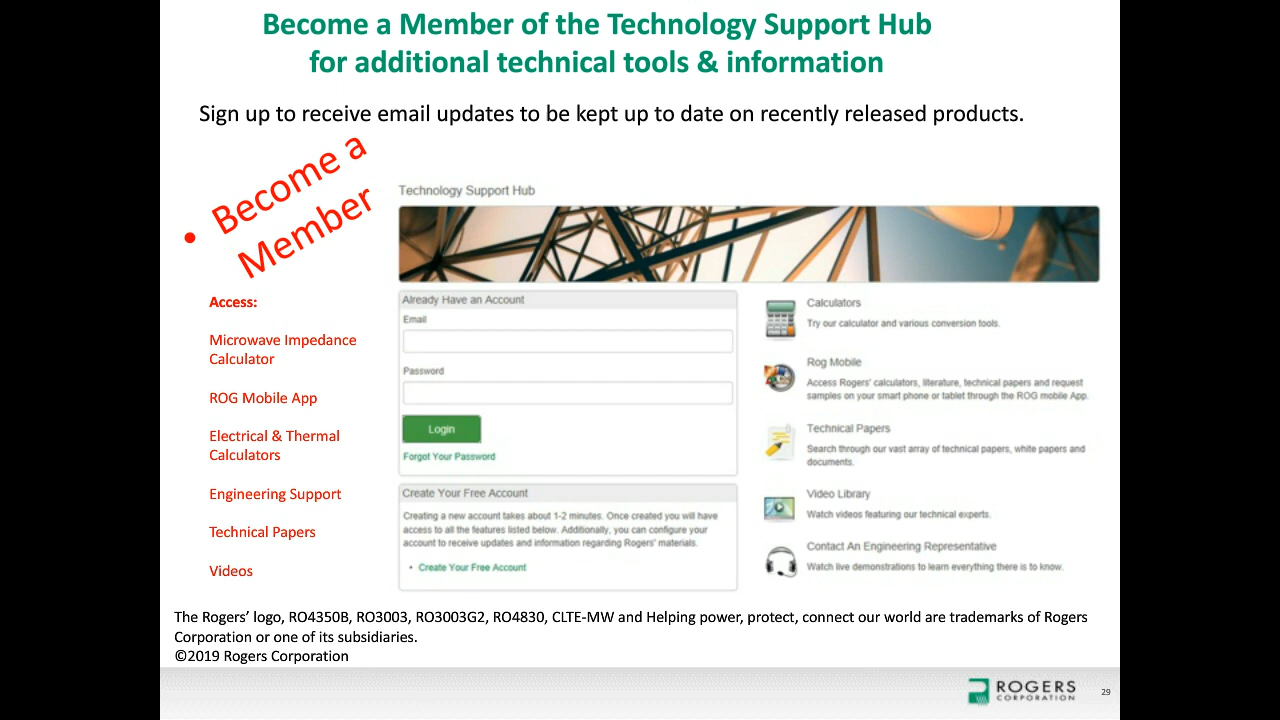 Become a Member of the Technology Support Hub
for additional technical tools & information
Sign up to receive email updates to be kept up to date on recently released products.
• Become a
Member
Access:
Microwave Impedance
Calculator
ROG Mobile App
Electrical & Thermal
Calculators
Engineering Support
Technical Papers
Videos
Technology Support Hub
Already Have an Account
Email
Password
Login
Forgot Your Password
Create Your Free Account
Creating a new account takes about 1-2 minutes. Once created you will have
access to all the features listed below. Additionally, you can configure your
account to receive updates and information regarding Rogers' materials.
• Create Your Free Account
Calculators
Try our calculator and various conversion tools.
Rog Mobile
Access Rogers' calculators, literature, technical papers and request
samples on your smart phone or tablet through the ROG mobile App.
Technical Papers
Search through our vast array of technical papers, white papers and
documents.
Video Library
Watch videos featuring our technical experts.
Contact An Engineering Representative
Watch live demonstrations to learn everything there is to know.
The Rogers’ logo, RO4350B, RO3003, RO3003G2, RO4830, CLTE-MW and Helping power, protect, connect our world are trademarks of Rogers
Corporation or one of its subsidiaries.
©2019 Rogers Corporation
ROGERS
CORPORATION
29